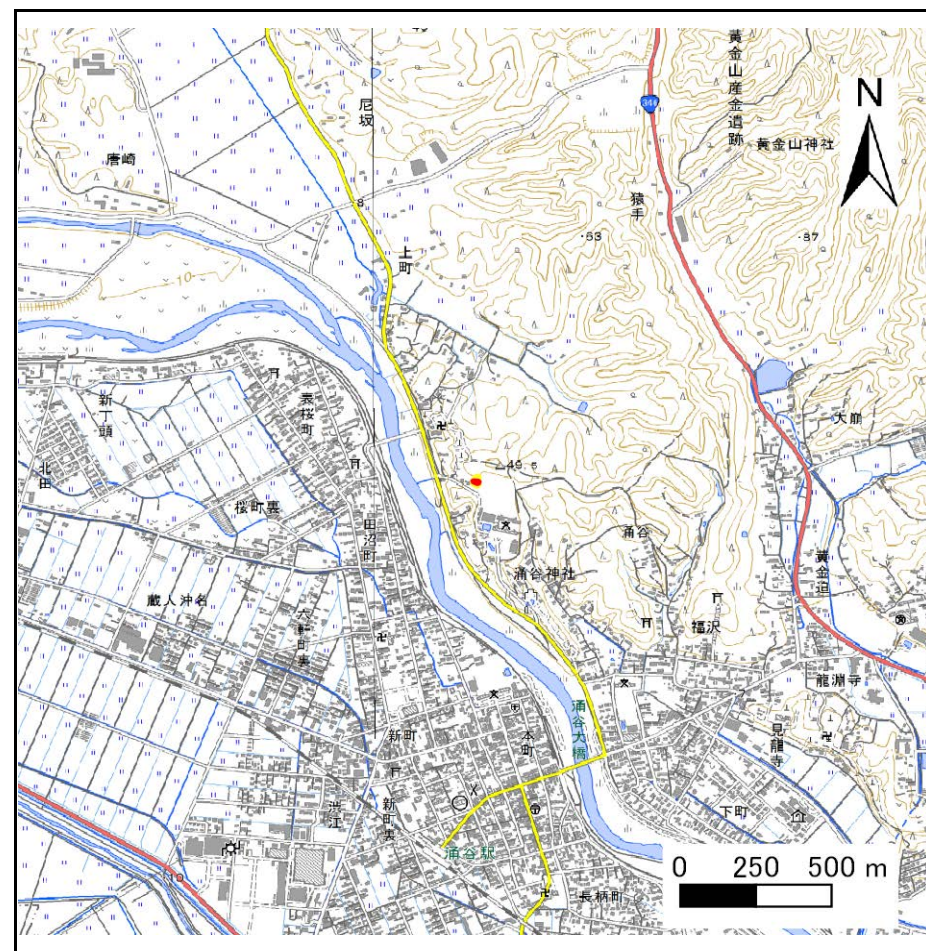 黄金山産金遺跡
N
尼坂
346
唐崎
黄金山神社
猿手
8
・63
・87
上町
10
新丁頭
裏桜町
大崩
北田
49.5
桜町裏
田沼町
涌谷
涌谷神社
黄金迫
蔵人沖名
六軒町裏
福沢
龍淵寺
涌谷大橋
見龍寺
新町
本町
渋江
新町裏
下町
涌谷駅
長柄町
0 250 500 m